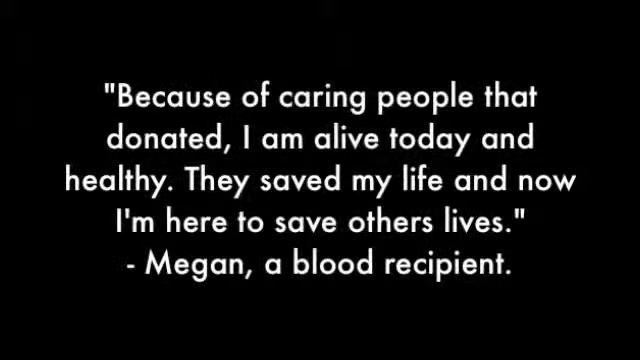 "Because of caring people that
donated, I am alive today and
healthy. They saved my life and now
I'm here to save others lives."
- Megan, a blood recipient.